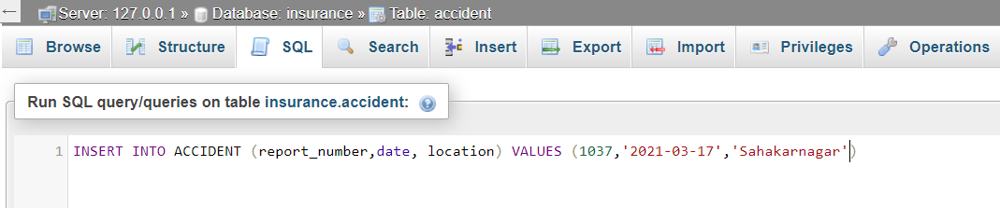 Server: 127.0.0.1 » Database: insurance » Table: accident
Browse Structure SQL Search Insert Export Import Privileges Operations
Run SQL query/queries on table insurance.accident:
1 INSERT INTO ACCIDENT (report_number,date, location) VALUES (1037,'2021-03-17','Sahakarnagar')